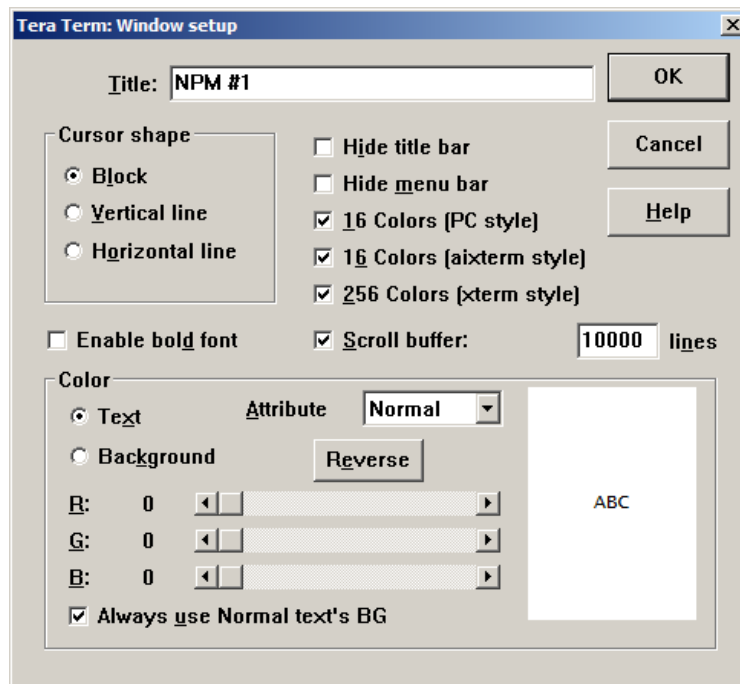 Tera Term: Window setup
Title: NPM #1
OK
Cursor shape
Block
Vertical line
Horizontal line
Hide title bar
Hide menu bar
16 Colors (PC style)
16 Colors (aixterm style)
256 Colors (xterm style)
Cancel
Help
Enable bold font
Scroll buffer: 10000 lines
Color
Text
Attribute Normal
Background
Reverse
R: 0
G: 0
B: 0
ABC
Always use Normal text's BG